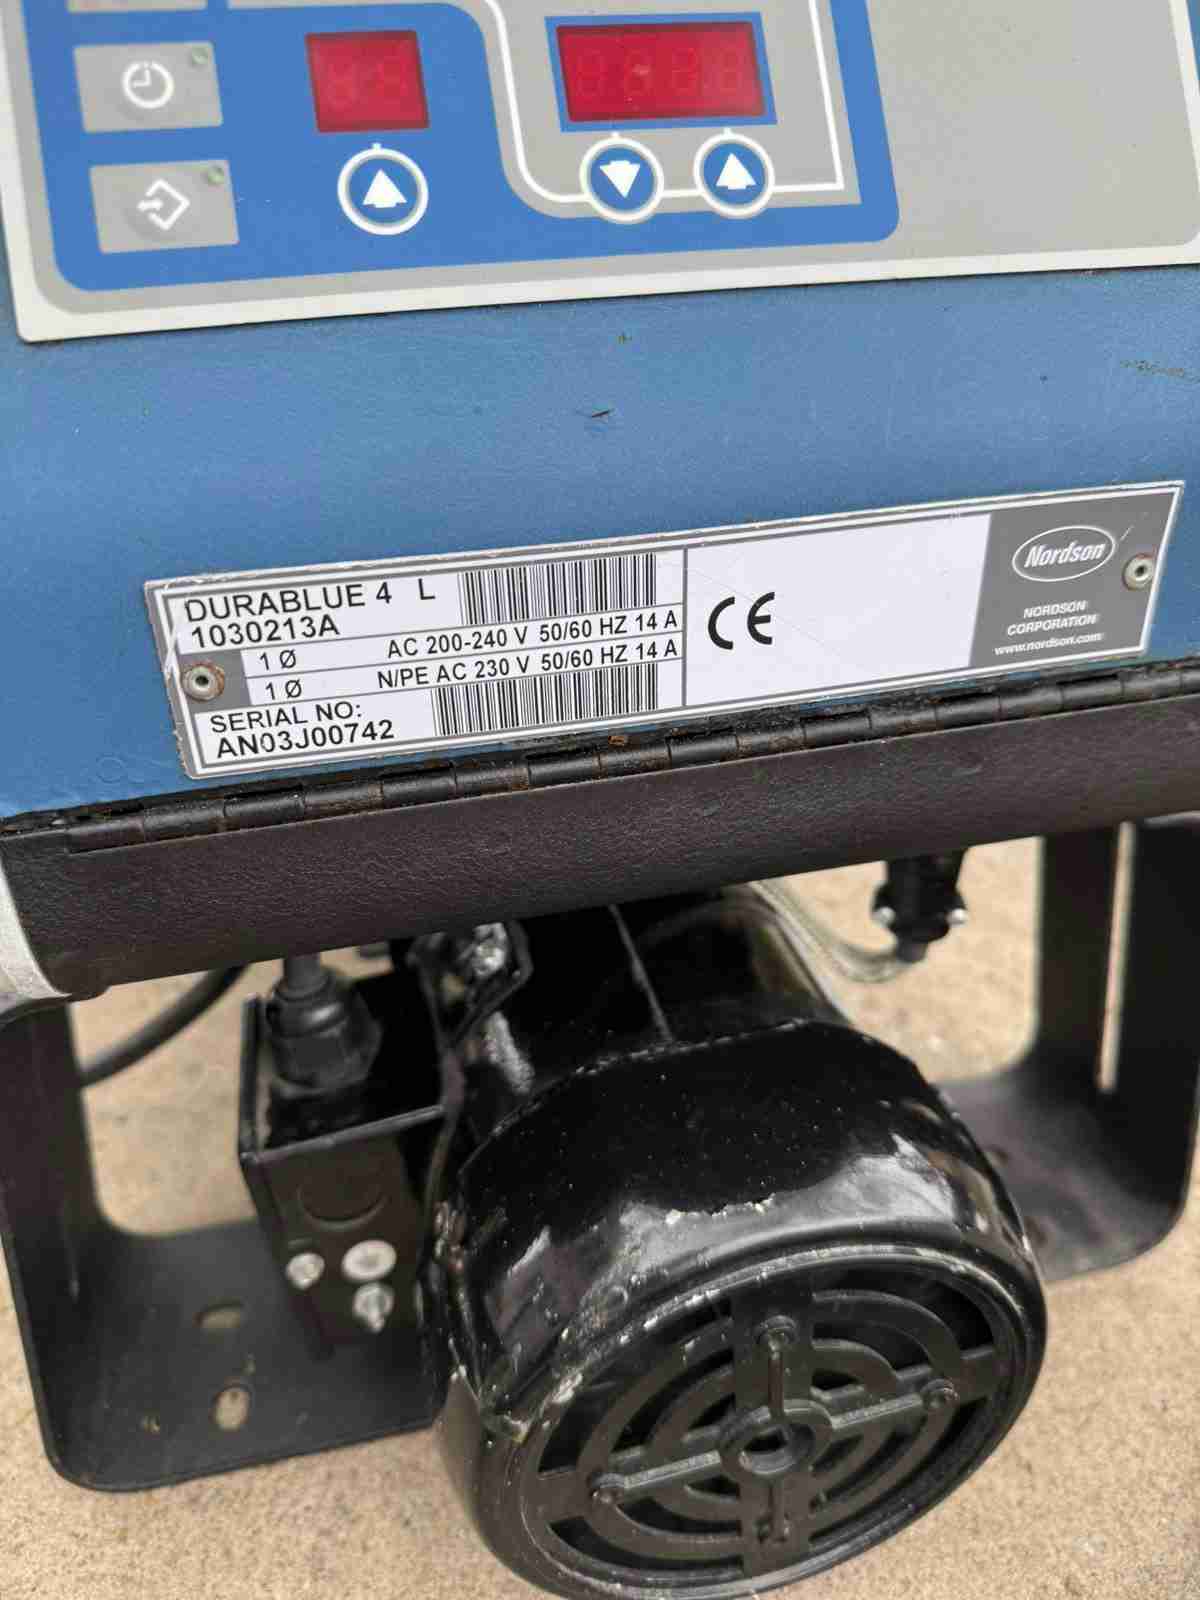 DURABLUE 4 L
1030213A
1 Ø AC 200-240 V 50/60 HZ 14 A
1 Ø N/PE AC 230 V 50/60 HZ 14 A
SERIAL NO:
AN03J00742
CE
Nordson
NORDSON
CORPORATION
www.nordson.com